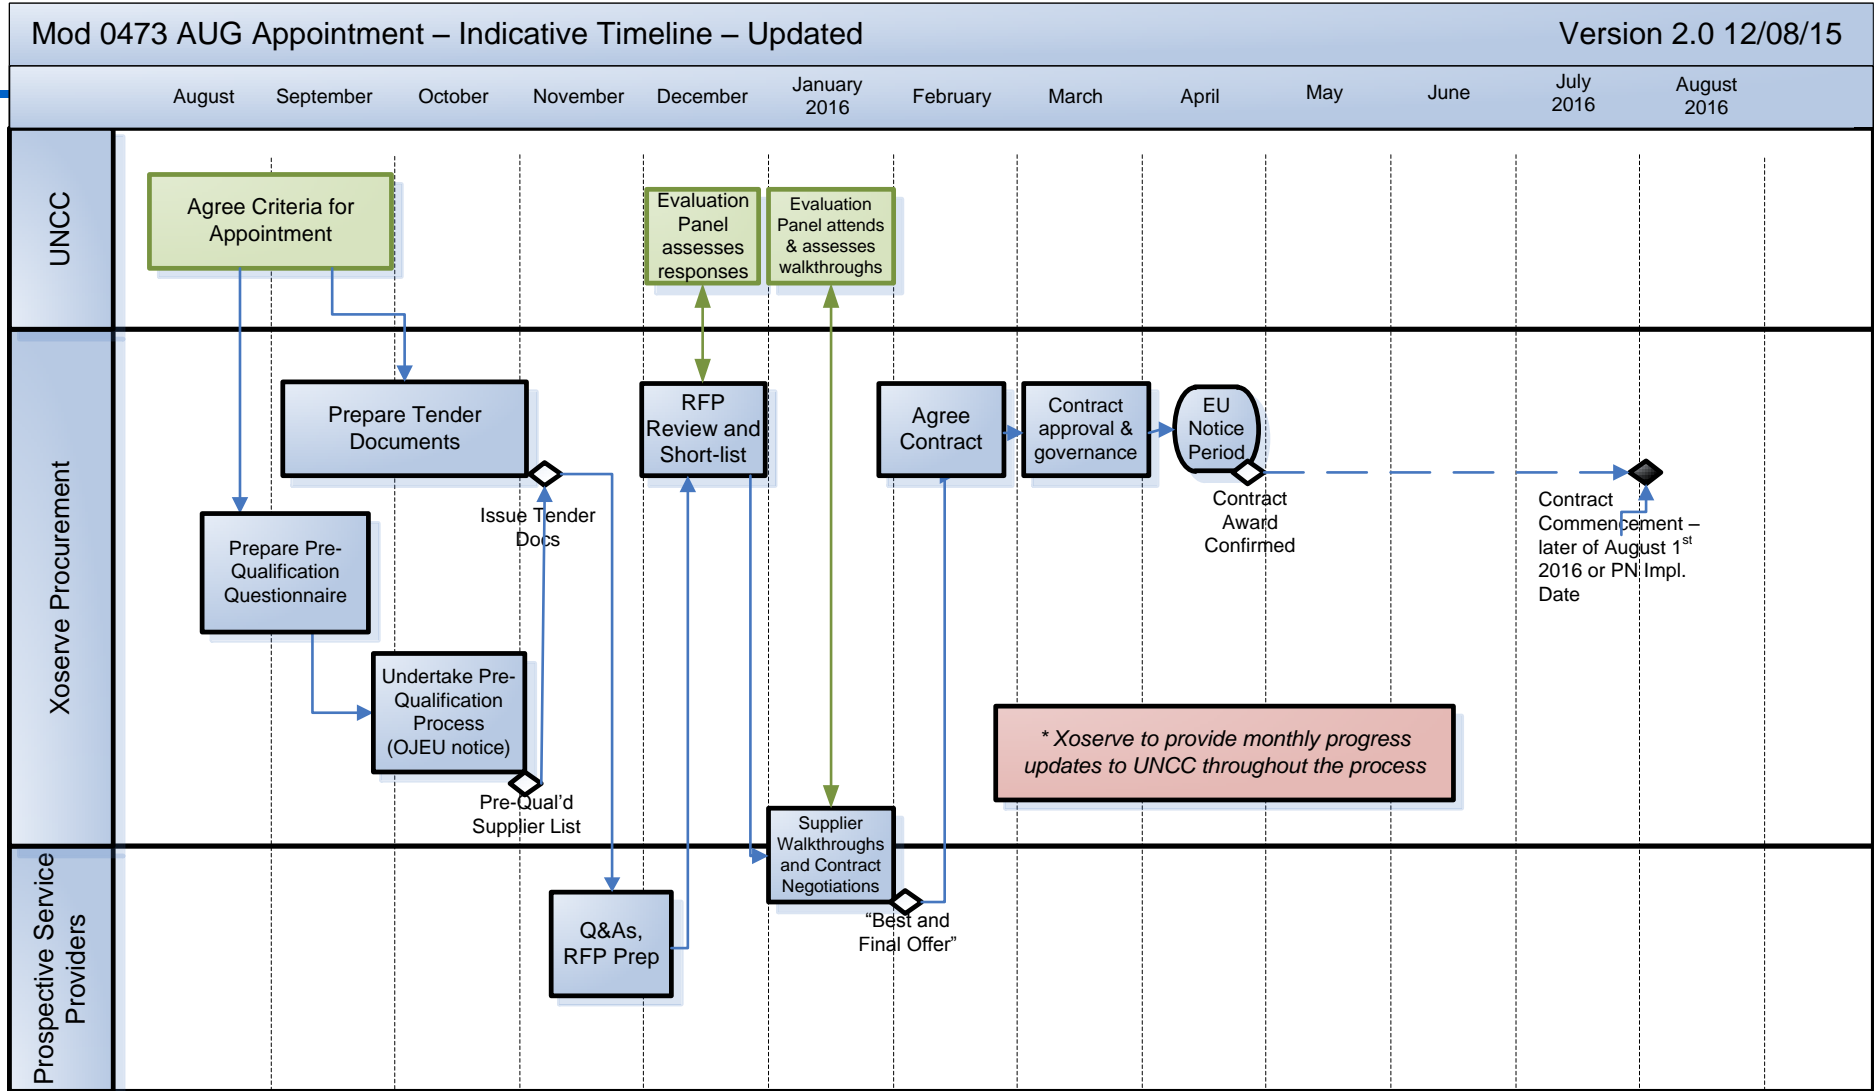 Mod 0473 AUG Appointment – Indicative Timeline – Updated
Version 2.0 12/08/15
August
September
October
November
December
January
2016
February
March
April
May
June
July
2016
August
2016
UNCC
Agree Criteria for
Appointment
Evaluation
Panel
assesses
responses
Evaluation
Panel attends
& assesses
walkthroughs
Xoserve Procurement
Prepare Tender
Documents
RFP
Review and
Short-list
Agree
Contract
Contract
approval &
governance
EU
Notice
Period
Issue Tender
Docs
Contract
Award
Confirmed
Contract
Commencement –
later of August 1st
2016 or PN Impl.
Date
Prepare Pre-
Qualification
Questionnaire
Undertake Pre-
Qualification
Process
(OJEU notice)
Pre-Qual'd
Supplier List
* Xoserve to provide monthly progress
updates to UNCC throughout the process
Supplier
Walkthroughs
and Contract
Negotiations
Prospective Service
Providers
Q&As,
RFP Prep
“Best and
Final Offer”